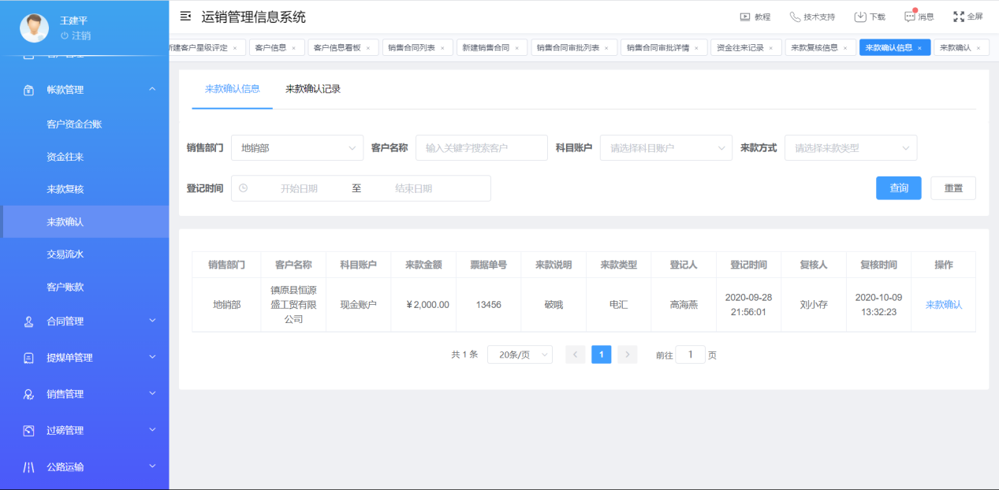 王建平
注销
客户管理
帐款管理
客户资金台账
资金往来
来款复核
来款确认
交易流水
客户账款
合同管理
提煤单管理
销售管理
过磅管理
公路运输
运销管理信息系统
教程 技术支持 下载 消息 全屏
新建客户星级评定 × 客户信息 × 客户信息看板 × 销售合同列表 × 新建销售合同 × 销售合同审批列表 × 销售合同审批详情 × 资金往来记录 × 来款复核信息 × 来款确认信息 × 来款确认 ×
来款确认信息 来款确认记录
销售部门 地销部 客户名称 输入关键字搜索客户 科目账户 请选择科目账户 来款方式 请选择来款类型
登记时间 开始日期 至 结束日期 查询 重置
销售部门 客户名称 科目账户 来款金额 票据单号 来款说明 来款类型 登记人 登记时间 复核人 复核时间 操作
地销部 镇原县恒源盛工贸有限公司 现金账户 ¥2,000.00 13456 破哦 电汇 高海燕 2020-09-28 21:56:01 刘小存 2020-10-09 13:32:23 来款确认
共 1 条 20条/页 1 前往 1 页